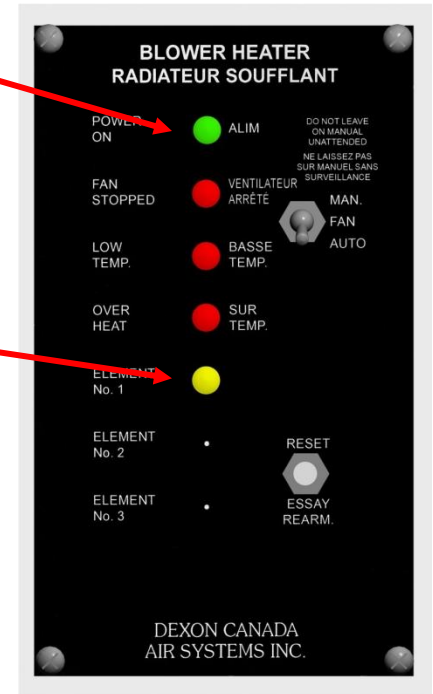 BLOWER HEATER
RADIATEUR SOUFFLANT
POWER
ON
ALIM
DO NOT LEAVE
ON MANUAL
UNATTENDED
NE LAISSEZ PAS
SUR MANUEL SANS
SURVEILLANCE
FAN
STOPPED
VENTILATEUR
ARRÊTÉ
MAN.
FAN
AUTO
LOW
TEMP.
BASSE
TEMP.
OVER
HEAT
SUR
TEMP.
ELEMENT
No. 1
ELEMENT
No. 2
RESET
ELEMENT
No. 3
ESSAY
REARM.
DEXON CANADA
AIR SYSTEMS INC.